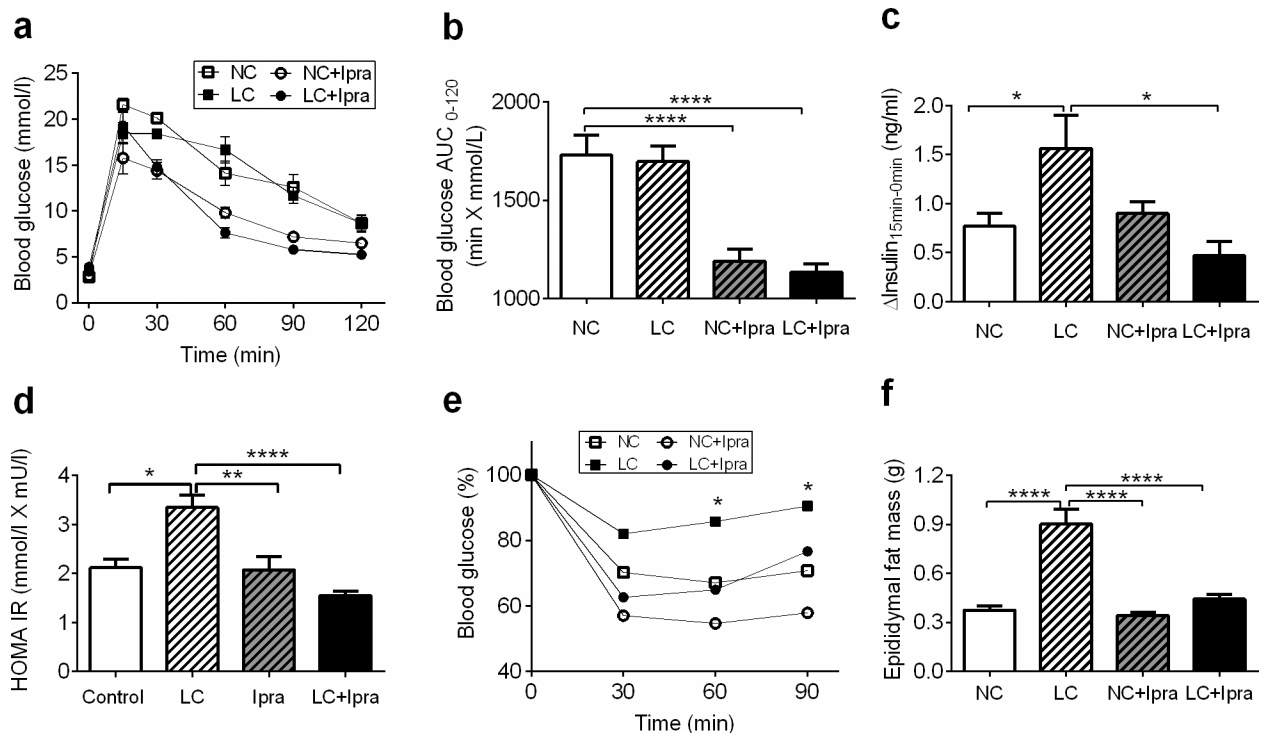 a
Blood glucose (mmol/l)
25
20
15
10
5
0
NC NC+Ipra
LC LC+Ipra
0 30 60 90 120
Time (min)
b
Blood glucose AUC 0-120
(min X mmol/L)
2000
1500
1000
****
****
NC LC NC+Ipra LC+Ipra
c
ΔInsulin15min-0min (ng/ml)
2.0
1.5
1.0
0.5
0.0
* *
NC LC NC+Ipra LC+Ipra
d
HOMA IR (mmol/l X mU/l)
4
3
2
1
0
****
* **
Control LC Ipra LC+Ipra
e
Blood glucose (%)
100
80
60
40
NC NC+Ipra
LC LC+Ipra
* *
0 30 60 90
Time (min)
f
Epididymal fat mass (g)
1.2
0.9
0.6
0.3
0.0
****
**** ****
NC LC NC+Ipra LC+Ipra